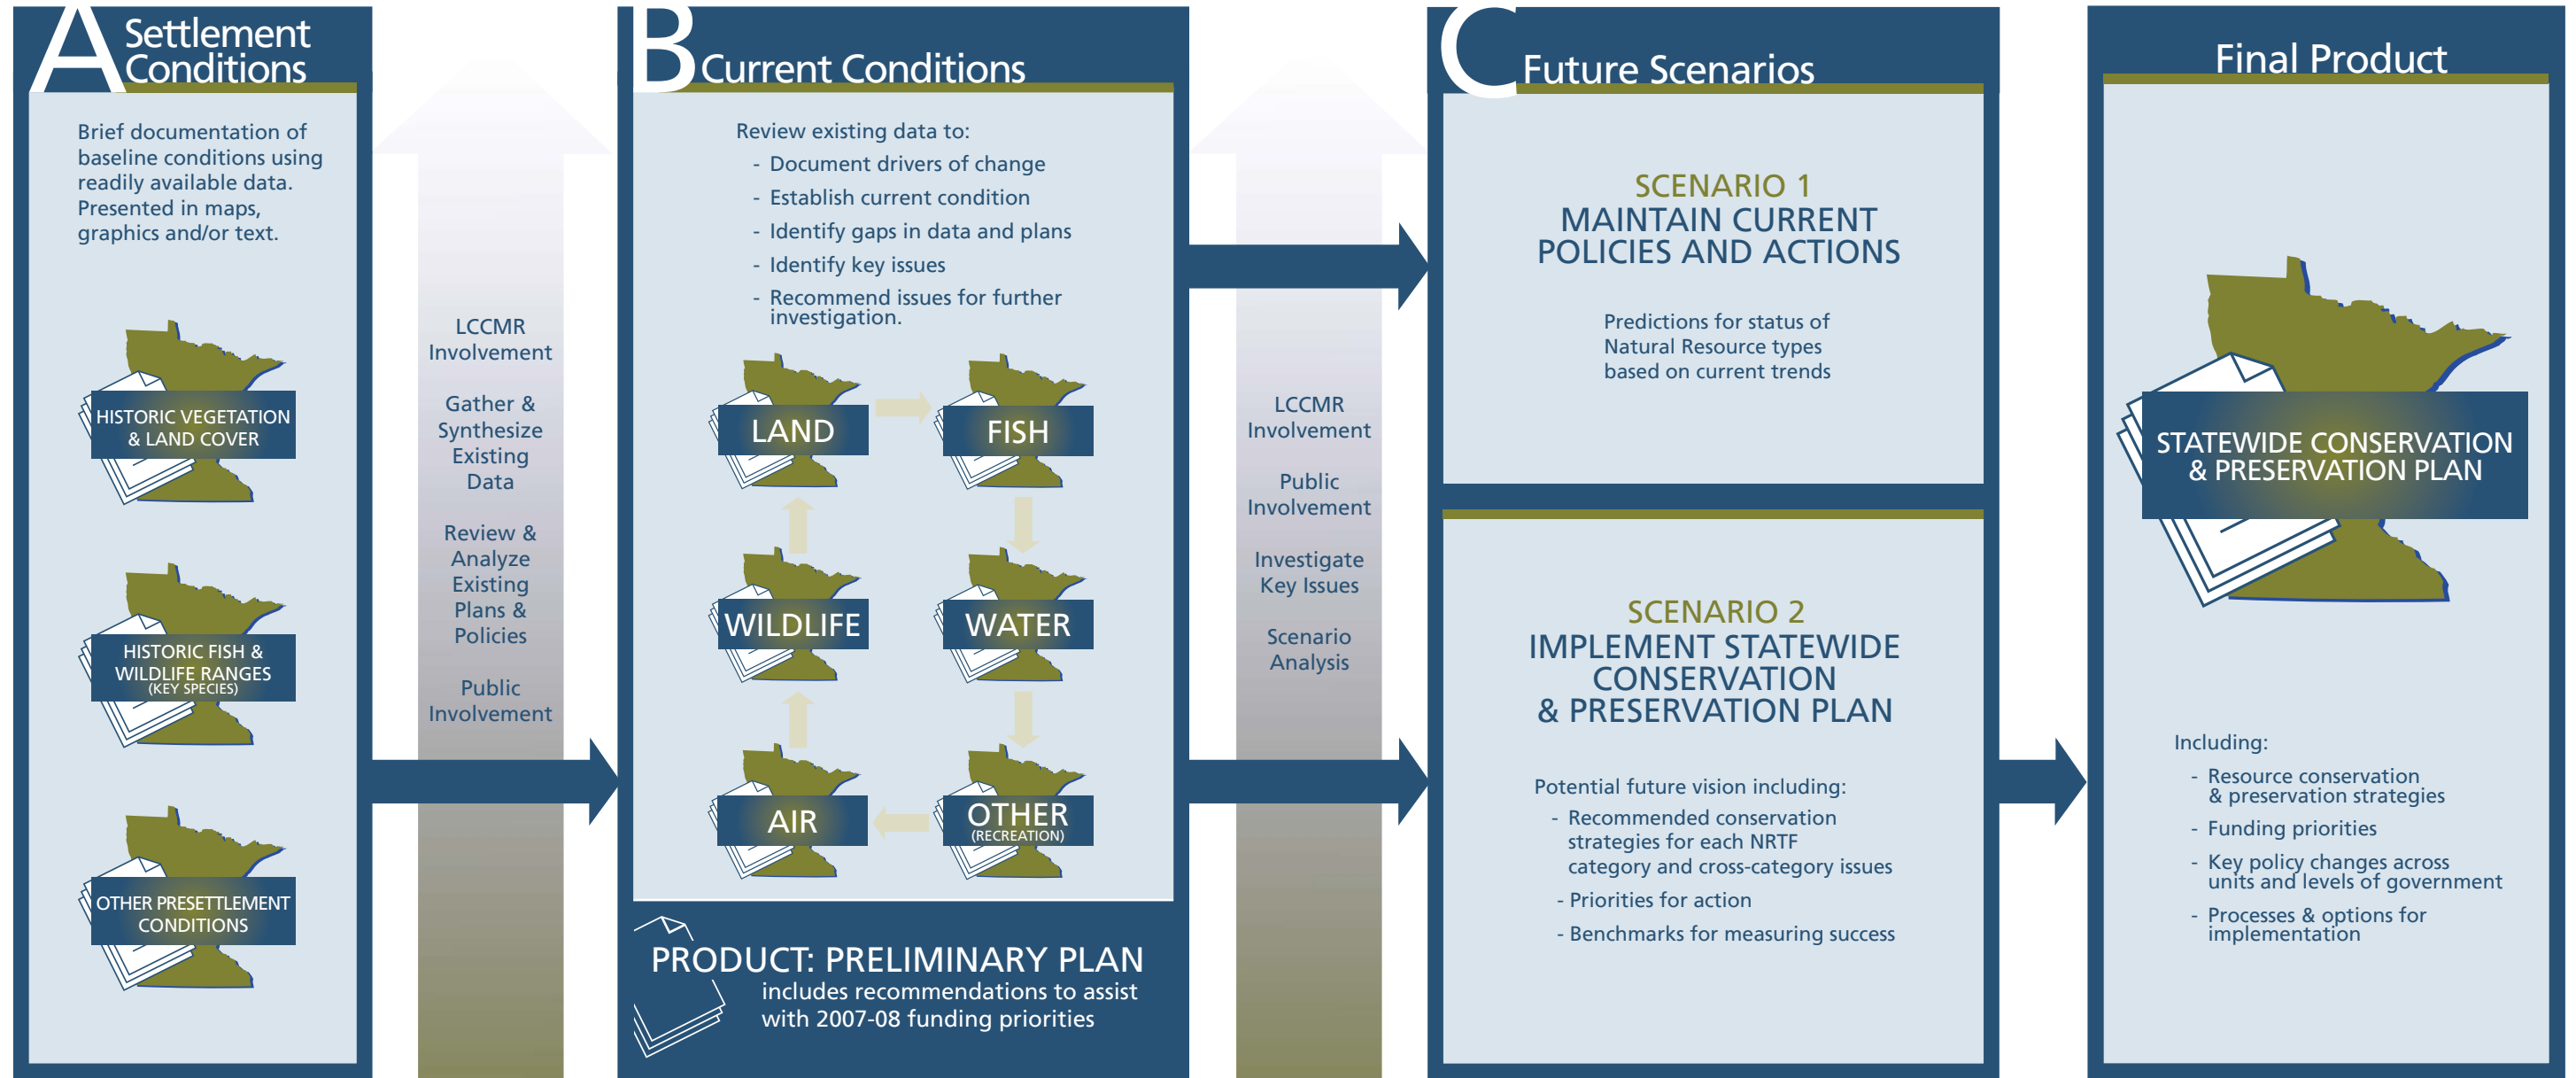 A Settlement
Conditions
Brief documentation of
baseline conditions using
readily available data.
Presented in maps,
graphics and/or text.
HISTORIC VEGETATION
& LAND COVER
HISTORIC FISH &
WILDLIFE RANGES
(KEY SPECIES)
OTHER PRESETTLEMENT
CONDITIONS
LCCMR
Involvement
Gather &
Synthesize
Existing
Data
Review &
Analyze
Existing
Plans &
Policies
Public
Involvement
B Current Conditions
Review existing data to:
- Document drivers of change
- Establish current condition
- Identify gaps in data and plans
- Identify key issues
- Recommend issues for further
investigation.
LAND
FISH
WILDLIFE
WATER
AIR
OTHER
(RECREATION)
PRODUCT: PRELIMINARY PLAN
includes recommendations to assist
with 2007-08 funding priorities
LCCMR
Involvement
Public
Involvement
Investigate
Key Issues
Scenario
Analysis
C Future Scenarios
SCENARIO 1
MAINTAIN CURRENT
POLICIES AND ACTIONS
Predictions for status of
Natural Resource types
based on current trends
SCENARIO 2
IMPLEMENT STATEWIDE
CONSERVATION
& PRESERVATION PLAN
Potential future vision including:
- Recommended conservation
strategies for each NRTF
category and cross-category issues
- Priorities for action
- Benchmarks for measuring success
Final Product
STATEWIDE CONSERVATION
& PRESERVATION PLAN
Including:
- Resource conservation
& preservation strategies
- Funding priorities
- Key policy changes across
units and levels of government
- Processes & options for
implementation